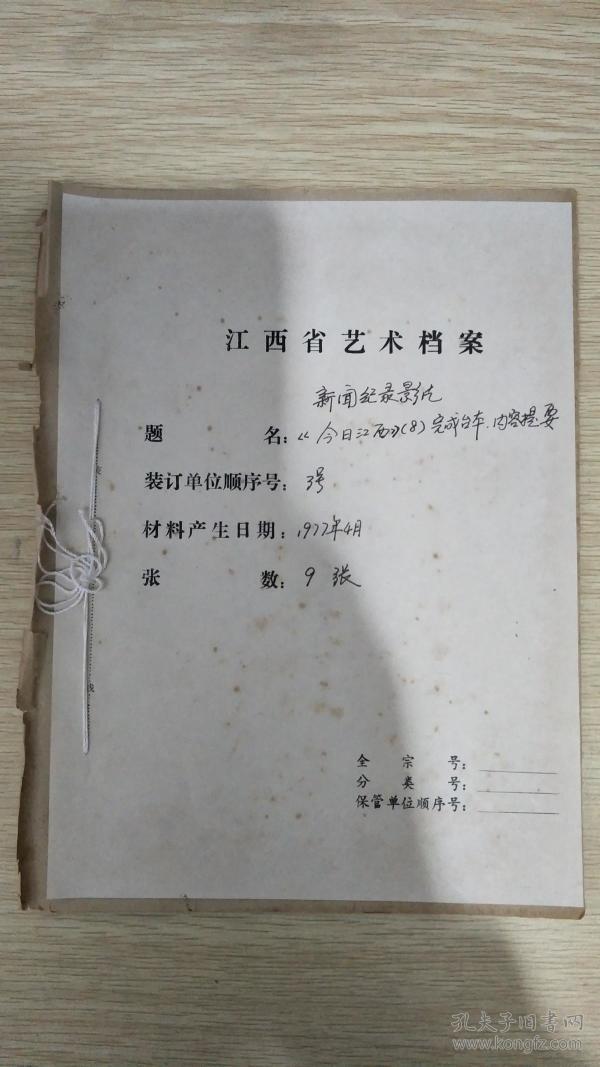 江西省艺术档案
新闻纪录影片
题名：《今日江西》(8)完成台本、内容提要
装订单位顺序号：3号
材料产生日期：1977年4月
张数：9张
线
全宗号：
分类号：
保管单位顺序号：
孔夫子旧书网
www.kongfz.com